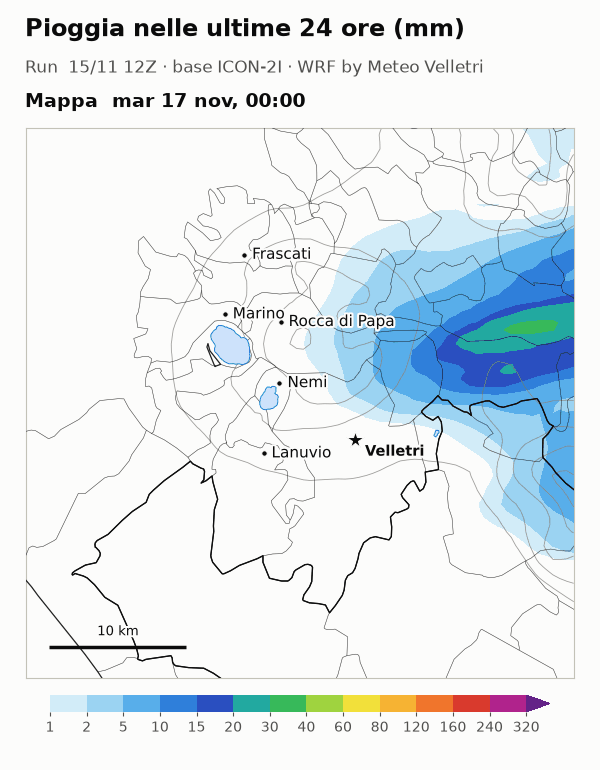 Pioggia nelle ultime 24 ore (mm)
Run  15/11 12Z · base ICON-2I · WRF by Meteo Velletri
Mappa  mar 17 nov, 00:00
Frascati
Marino
Rocca di Papa
Nemi
Velletri
Lanuvio
10 km
1 2 5 10 15 20 30 40 60 80 120 160 240 320